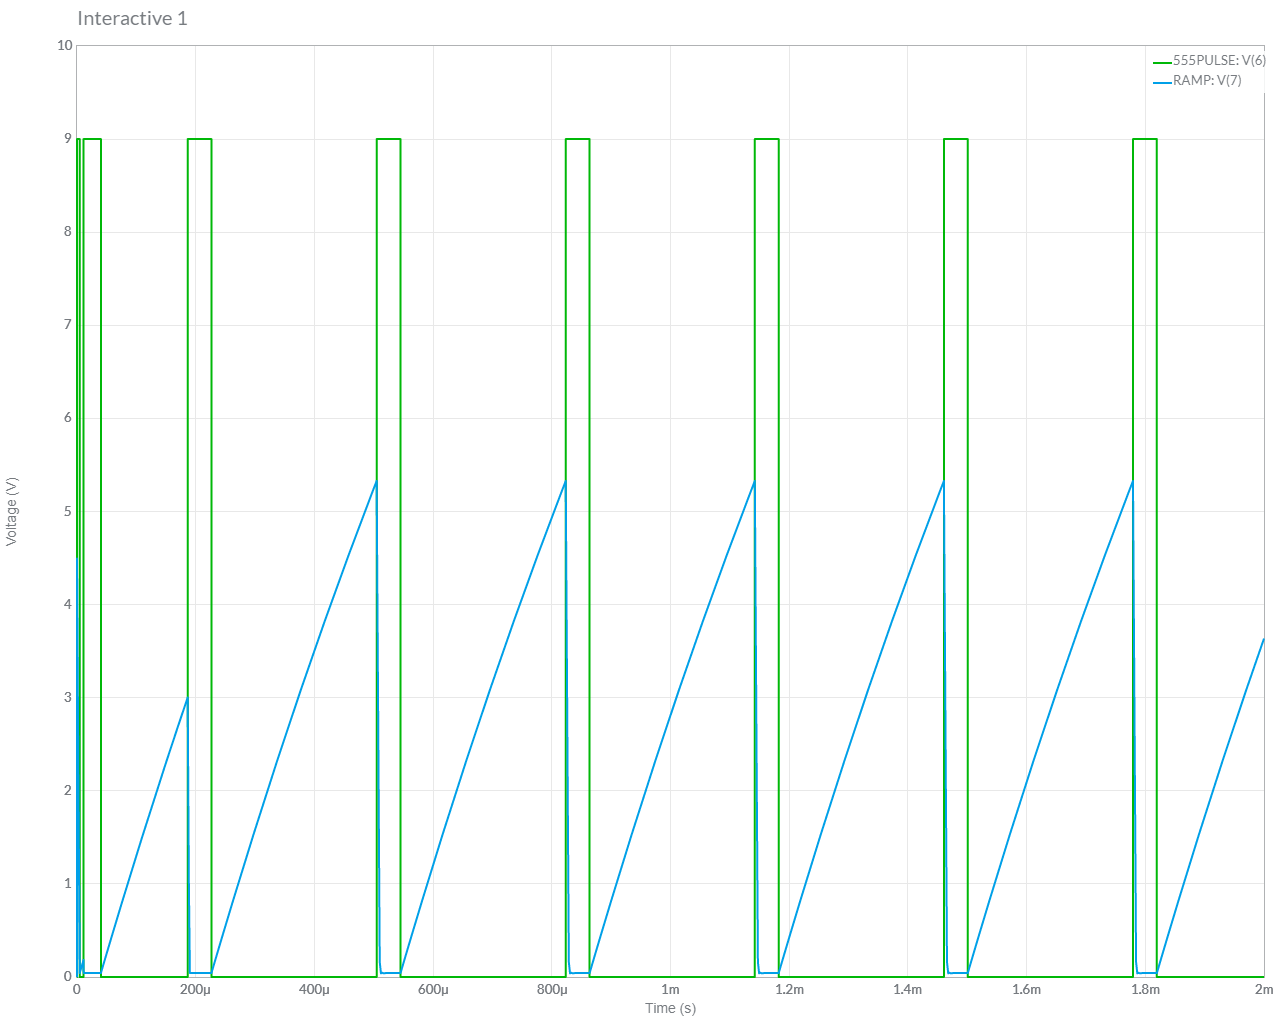 Interactive 1
10
9
8
7
6
5
4
3
2
1
0
Voltage (V)
555PULSE: V(6)
RAMP: V(7)
0 200µ 400µ 600µ 800µ 1m 1.2m 1.4m 1.6m 1.8m 2m
Time (s)